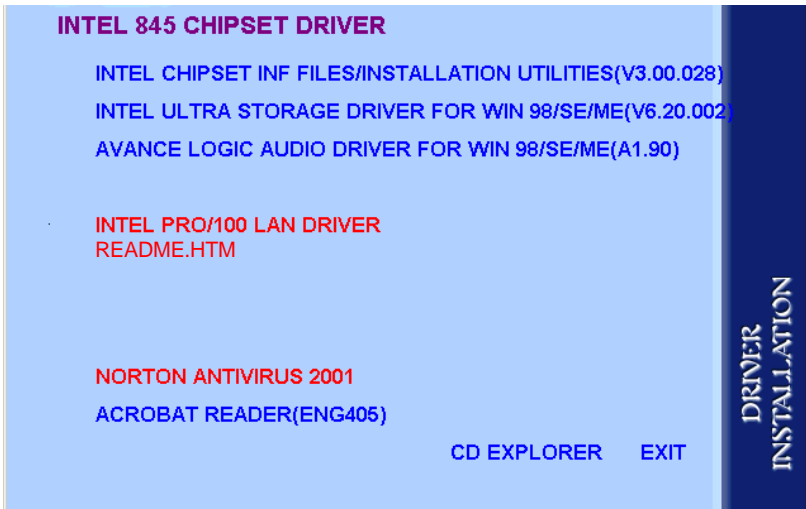 INTEL 845 CHIPSET DRIVER
INTEL CHIPSET INF FILES/INSTALLATION UTILITIES(V3.00.028)
INTEL ULTRA STORAGE DRIVER FOR WIN 98/SE/ME(V6.20.002)
AVANCE LOGIC AUDIO DRIVER FOR WIN 98/SE/ME(A1.90)
INTEL PRO/100 LAN DRIVER
README.HTM
NORTON ANTIVIRUS 2001
ACROBAT READER(ENG405)
CD EXPLORER EXIT
DRIVER
INSTALLATION